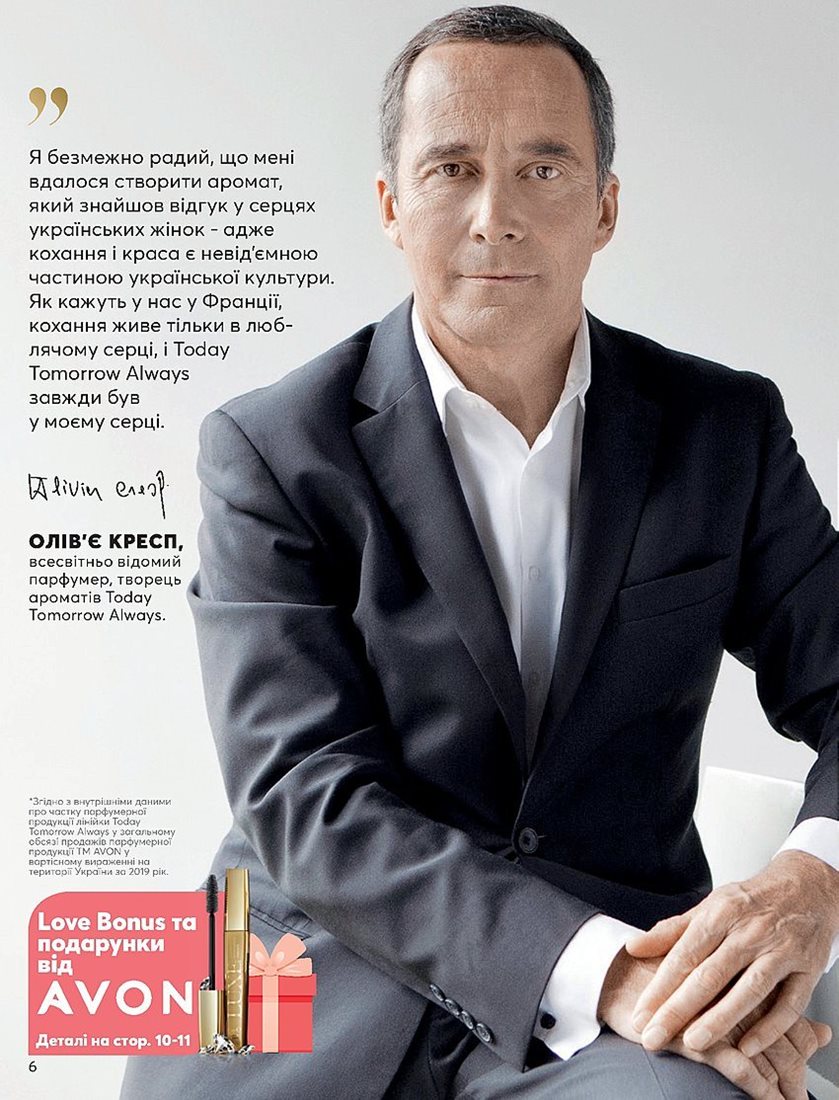 ”
Я безмежно радий, що мені
вдалося створити аромат,
який знайшов відгук у серцях
українських жінок - адже
кохання і краса є невід’ємною
частиною української культури.
Як кажуть у нас у Франції,
кохання живе тільки в люб-
лячому серці, і Today
Tomorrow Always
завжди був
у моєму серці.
Olivier Cresp
ОЛІВ’Є КРЕСП,
всесвітньо відомий
парфумер, творець
ароматів Today
Tomorrow Always.
*Згідно з внутрішніми даними
про частку парфумерної
продукції лінійки Today
Tomorrow Always у загальному
обсязі продажів парфумерної
продукції ТМ AVON у
вартісному вираженні на
території України за 2019 рік.
Love Bonus та
подарунки
від
AVON
LUXE
Деталі на стор. 10-11
6